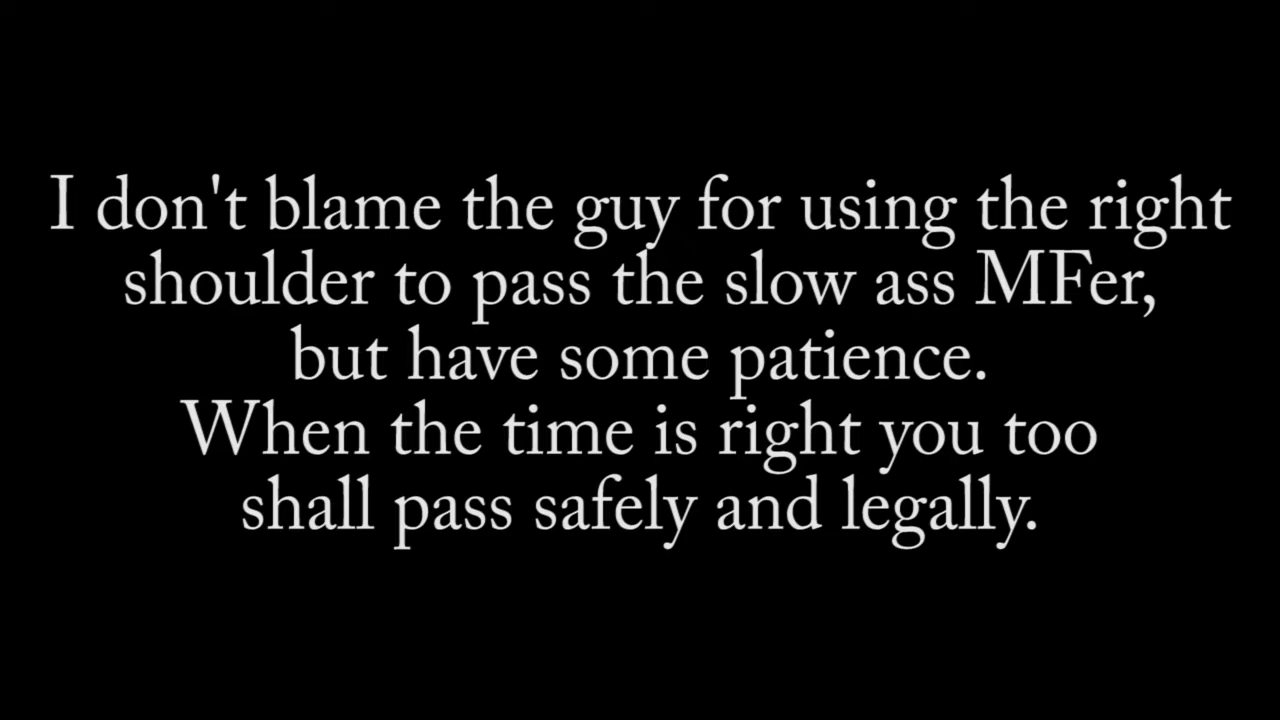 I don't blame the guy for using the right
shoulder to pass the slow ass MFer,
but have some patience.
When the time is right you too
shall pass safely and legally.